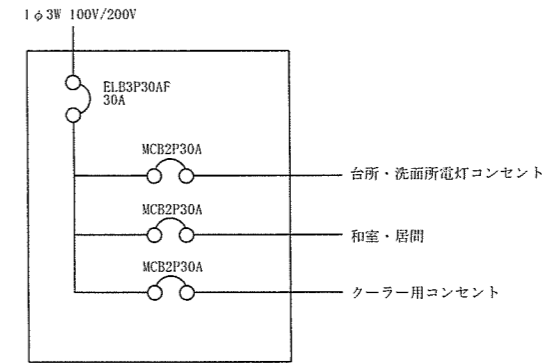 1φ3W 100V/200V
ELB3P30AF
30A
MCB2P30A
台所・洗面所電灯コンセント
MCB2P30A
和室・居間
MCB2P30A
クーラー用コンセント